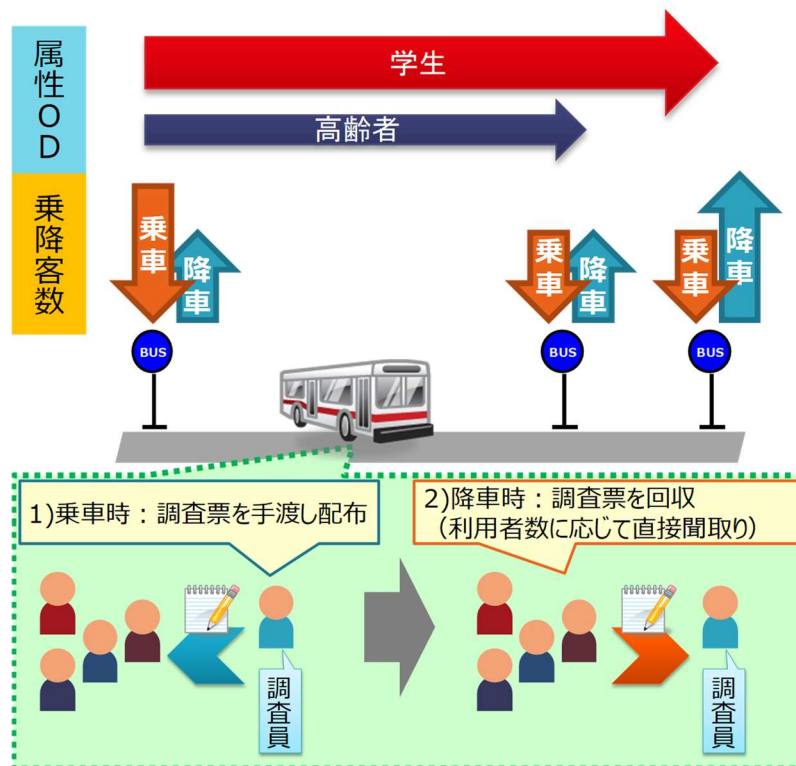 属性OD
学生
高齢者
乗降客数
乗車
降車
乗車
降車
乗車
降車
BUS
BUS
BUS
1)乗車時：調査票を手渡し配布
2)降車時：調査票を回収
（利用者数に応じて直接聞取り）
調査員
調査員